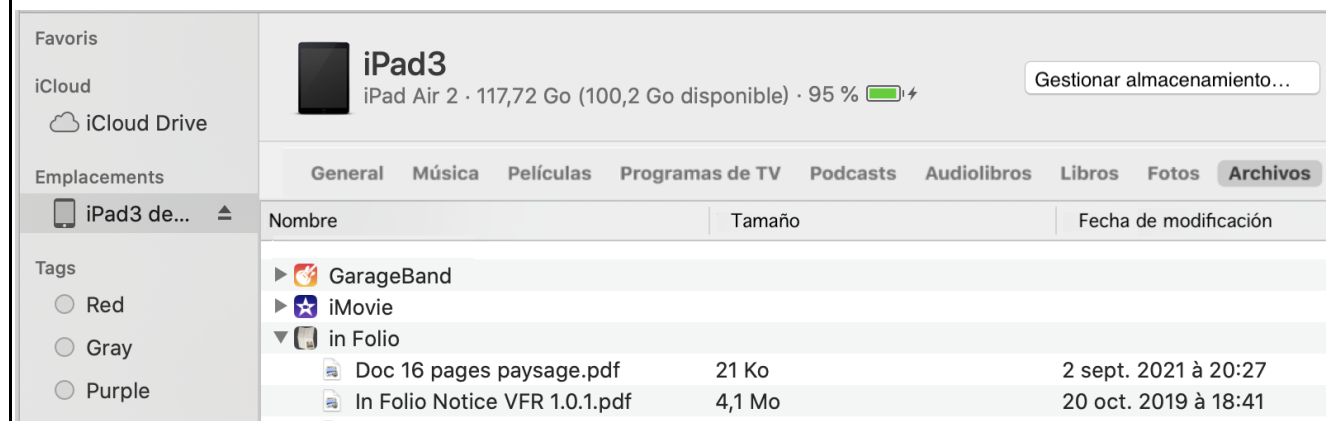 Favoris
iCloud
iCloud Drive
Emplacements
iPad3 de...
Tags
Red
Gray
Purple
iPad3
iPad Air 2 · 117,72 Go (100,2 Go disponible) · 95 %
Gestionar almacenamiento...
General Música Películas Programas de TV Podcasts Audiolibros Libros Fotos Archivos
Nombre Tamaño Fecha de modificación
GarageBand
iMovie
in Folio
Doc 16 pages paysage.pdf 21 Ko 2 sept. 2021 à 20:27
In Folio Notice VFR 1.0.1.pdf 4,1 Mo 20 oct. 2019 à 18:41